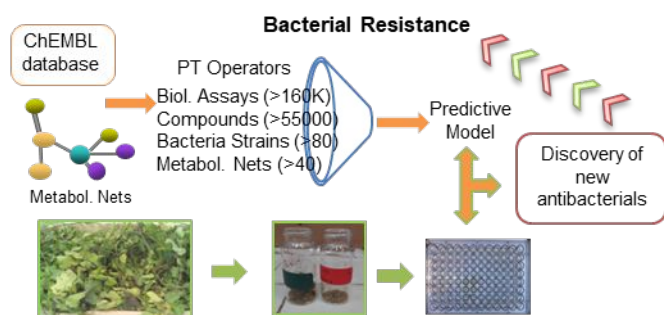 Bacterial Resistance
ChEMBL
database
PT Operators
Biol. Assays (>160K)
Compounds (>55000)
Bacteria Strains (>80)
Metabol. Nets (>40)
Metabol. Nets
Predictive
Model
Discovery of
new
antibacterials